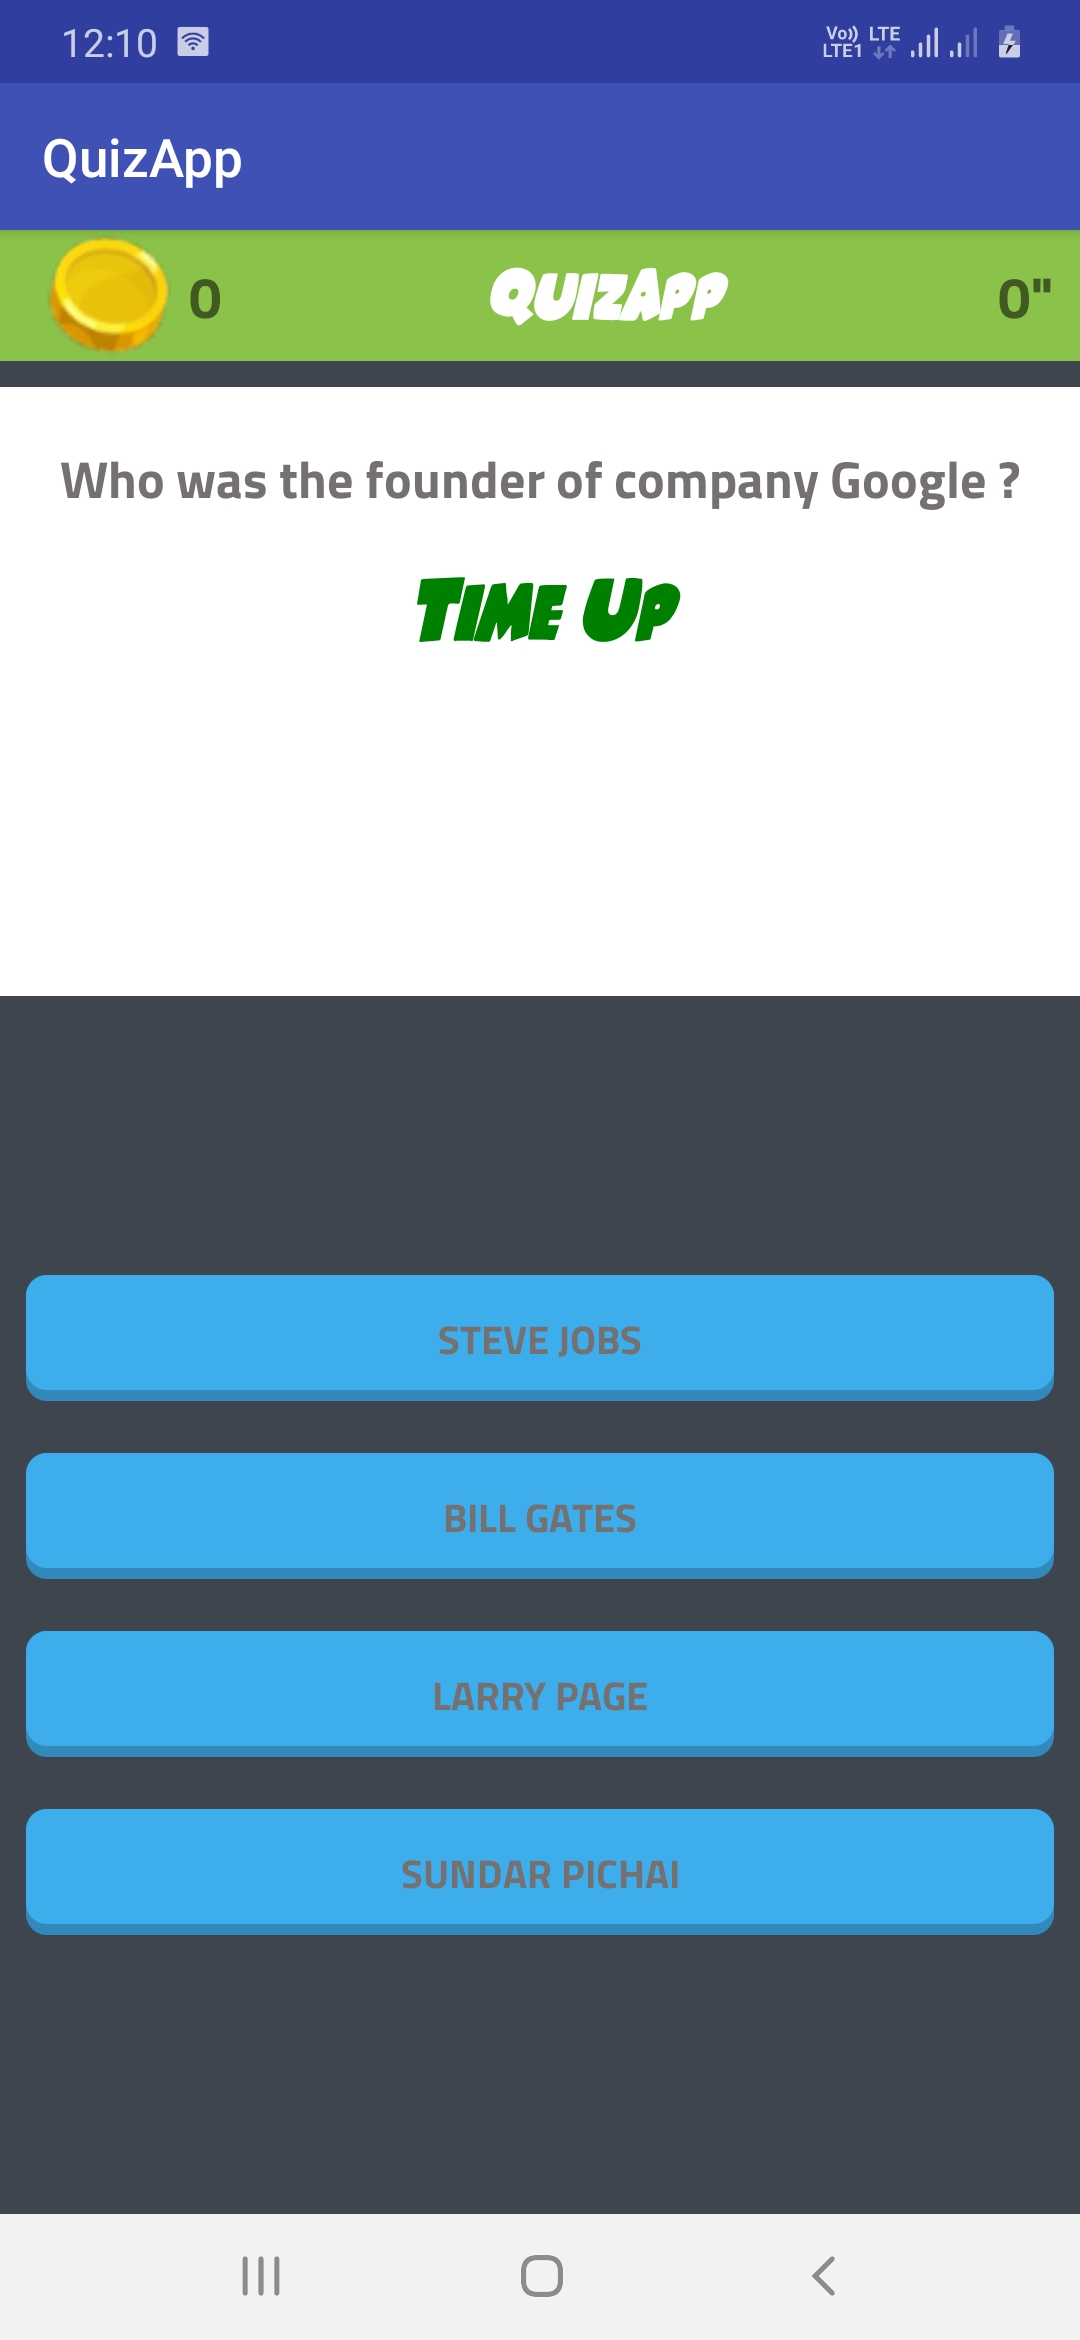 12:10 Vo)) LTE
LTE1
QuizApp
0 QuizApp 0"
Who was the founder of company Google ?
Time Up
STEVE JOBS
BILL GATES
LARRY PAGE
SUNDAR PICHAI